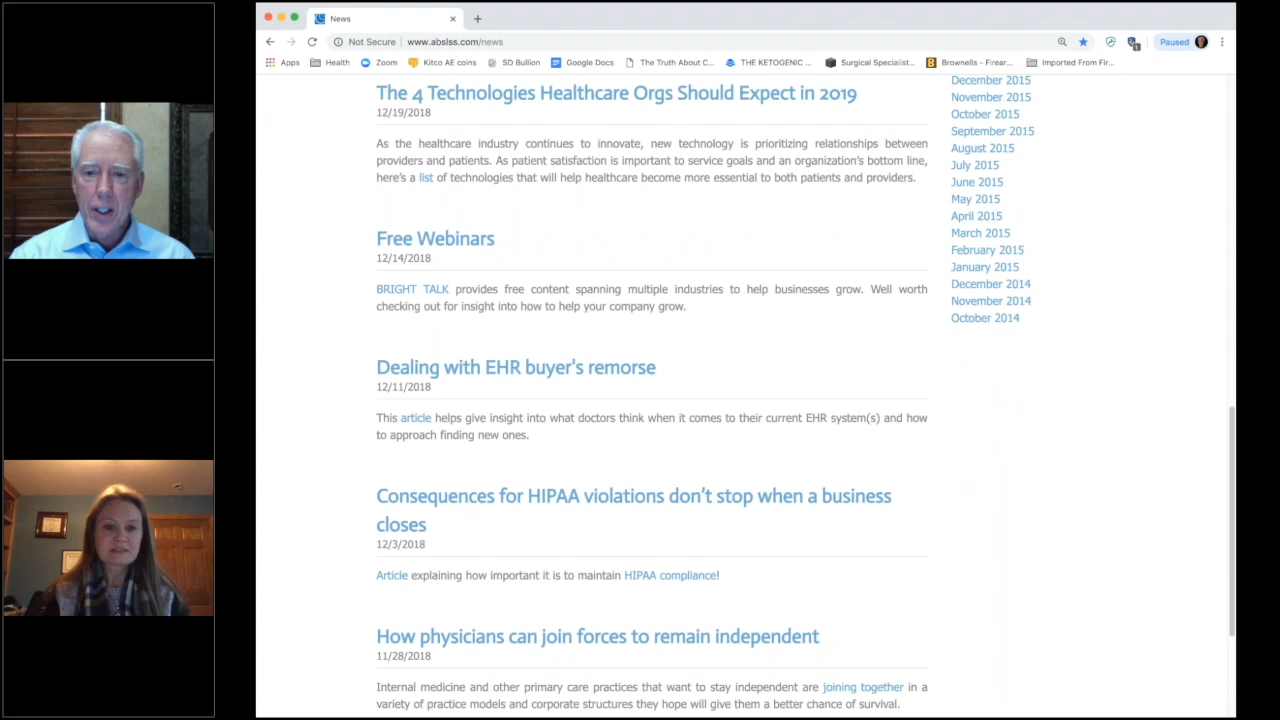 News
Not Secure
www.abslss.com/news
Paused
Apps
Health
Zoom
Kitco AE coins
SD Bullion
Google Docs
The Truth About C...
THE KETOGENIC ...
Surgical Specialist...
Brownells - Firear...
Imported From Fir...
The 4 Technologies Healthcare Orgs Should Expect in 2019
12/19/2018
As the healthcare industry continues to innovate, new technology is prioritizing relationships between
providers and patients. As patient satisfaction is important to service goals and an organization's bottom line,
here's a list of technologies that will help healthcare become more essential to both patients and providers.
Free Webinars
12/14/2018
BRIGHT TALK provides free content spanning multiple industries to help businesses grow. Well worth
checking out for insight into how to help your company grow.
Dealing with EHR buyer's remorse
12/11/2018
This article helps give insight into what doctors think when it comes to their current EHR system(s) and how
to approach finding new ones.
Consequences for HIPAA violations don't stop when a business
closes
12/3/2018
Article explaining how important it is to maintain HIPAA compliance!
How physicians can join forces to remain independent
11/28/2018
Internal medicine and other primary care practices that want to stay independent are joining together in a
variety of practice models and corporate structures they hope will give them a better chance of survival.
December 2015
November 2015
October 2015
September 2015
August 2015
July 2015
June 2015
May 2015
April 2015
March 2015
February 2015
January 2015
December 2014
November 2014
October 2014